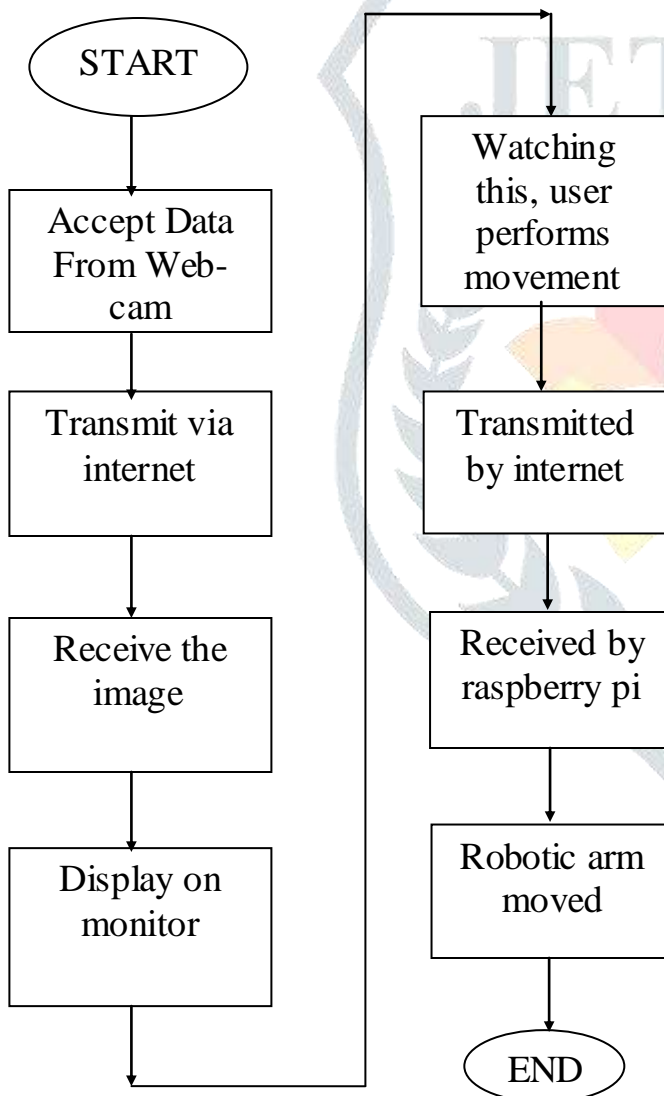 START
Accept Data
From Web-
cam
Transmit via
internet
Receive the
image
Display on
monitor
Watching
this, user
performs
movement
Transmitted
by internet
Received by
raspberry pi
Robotic arm
moved
END
JET